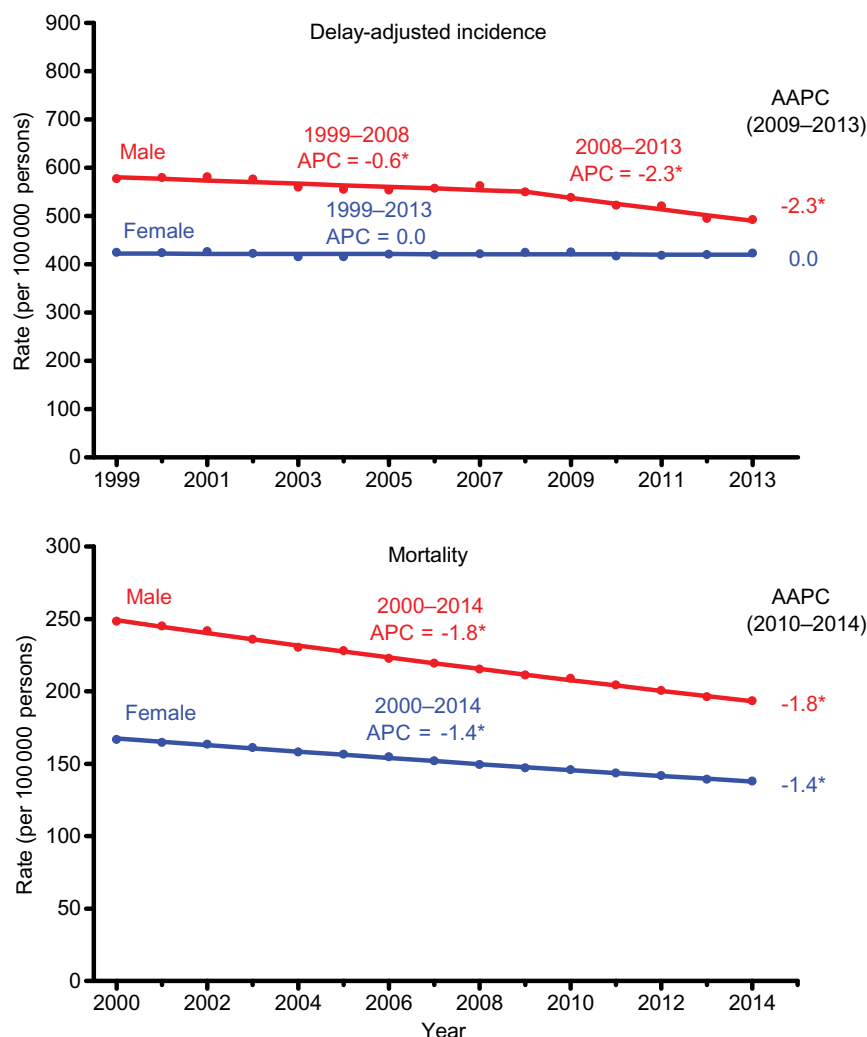 Delay-adjusted incidence
Rate (per 100 000 persons)
900
800
700
600
500
400
300
200
100
0
AAPC
(2009–2013)
Male
1999–2008
APC = -0.6*
2008–2013
APC = -2.3*
-2.3*
Female
1999–2013
APC = 0.0
0.0
1999 2001 2003 2005 2007 2009 2011 2013
Mortality
Rate (per 100 000 persons)
300
250
200
150
100
50
0
AAPC
(2010–2014)
Male
2000–2014
APC = -1.8*
-1.8*
Female
2000–2014
APC = -1.4*
-1.4*
2000 2002 2004 2006 2008 2010 2012 2014
Year